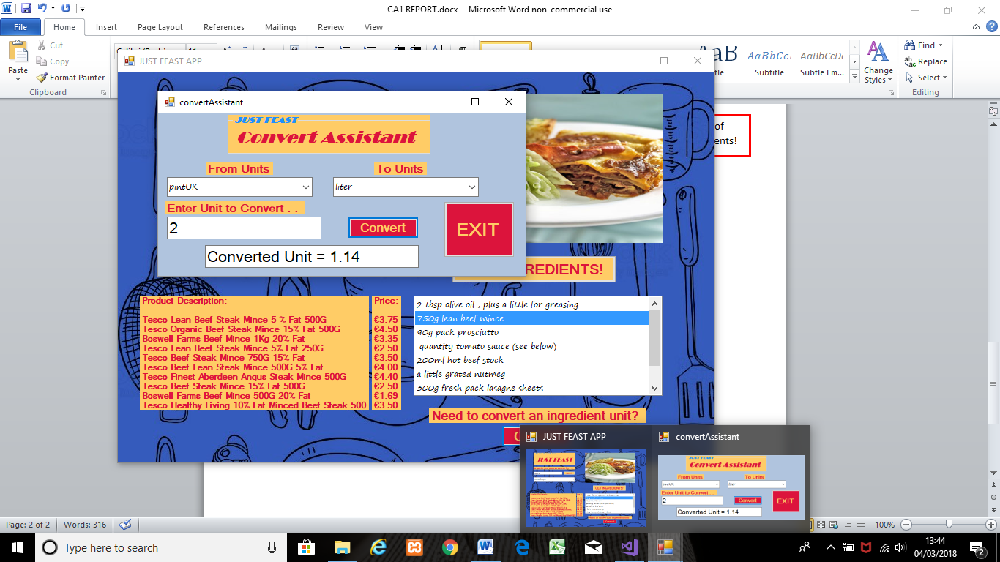 CA1 REPORT.docx - Microsoft Word non-commercial use
File Home Insert Page Layout References Mailings Review View
Cut
Copy
Format Painter
Paste
Clipboard
Subtitle
Subtle Em...
Change
Styles
Find
Replace
Select
Editing
JUST FEAST APP
convertAssistant
JUST FEAST
Convert Assistant
From Units
To Units
pintUK
liter
Enter Unit to Convert . .
2
Convert
EXIT
Converted Unit = 1.14
of
REDIENTS!
Product Description: Price:
Tesco Lean Beef Steak Mince 5 % Fat 500G €3.75
Tesco Organic Beef Steak Mince 15% Fat 500G €4.50
Boswell Farms Beef Mince 1Kg 20% Fat €3.35
Tesco Lean Beef Steak Mince 5% Fat 250G €2.50
Tesco Beef Steak Mince 750G 15% Fat €3.50
Tesco Beef Lean Steak Mince 500G 5% Fat €4.00
Tesco Finest Aberdeen Angus Steak Mince 500G €4.40
Tesco Beef Steak Mince 15% Fat 500G €2.50
Boswell Farms Beef Mince 500G 20% Fat €1.69
Tesco Healthy Living 10% Fat Minced Beef Steak 500 €3.50
2 tbsp olive oil , plus a little for greasing
750g lean beef mince
90g pack prosciutto
quantity tomato sauce (see below)
200ml hot beef stock
a little grated nutmeg
300g fresh pack lasagne sheets
Need to convert an ingredient unit?
JUST FEAST APP
convertAssistant
JUST FEAST
GET INGREDIENTS!
JUST FEAST
Convert Assistant
From Units
To Units
pintUK
liter
Enter Unit to Convert . .
2
Convert
EXIT
Converted Unit = 1.14
Page: 2 of 2 Words: 316
100%
Type here to search
13:44
04/03/2018
2